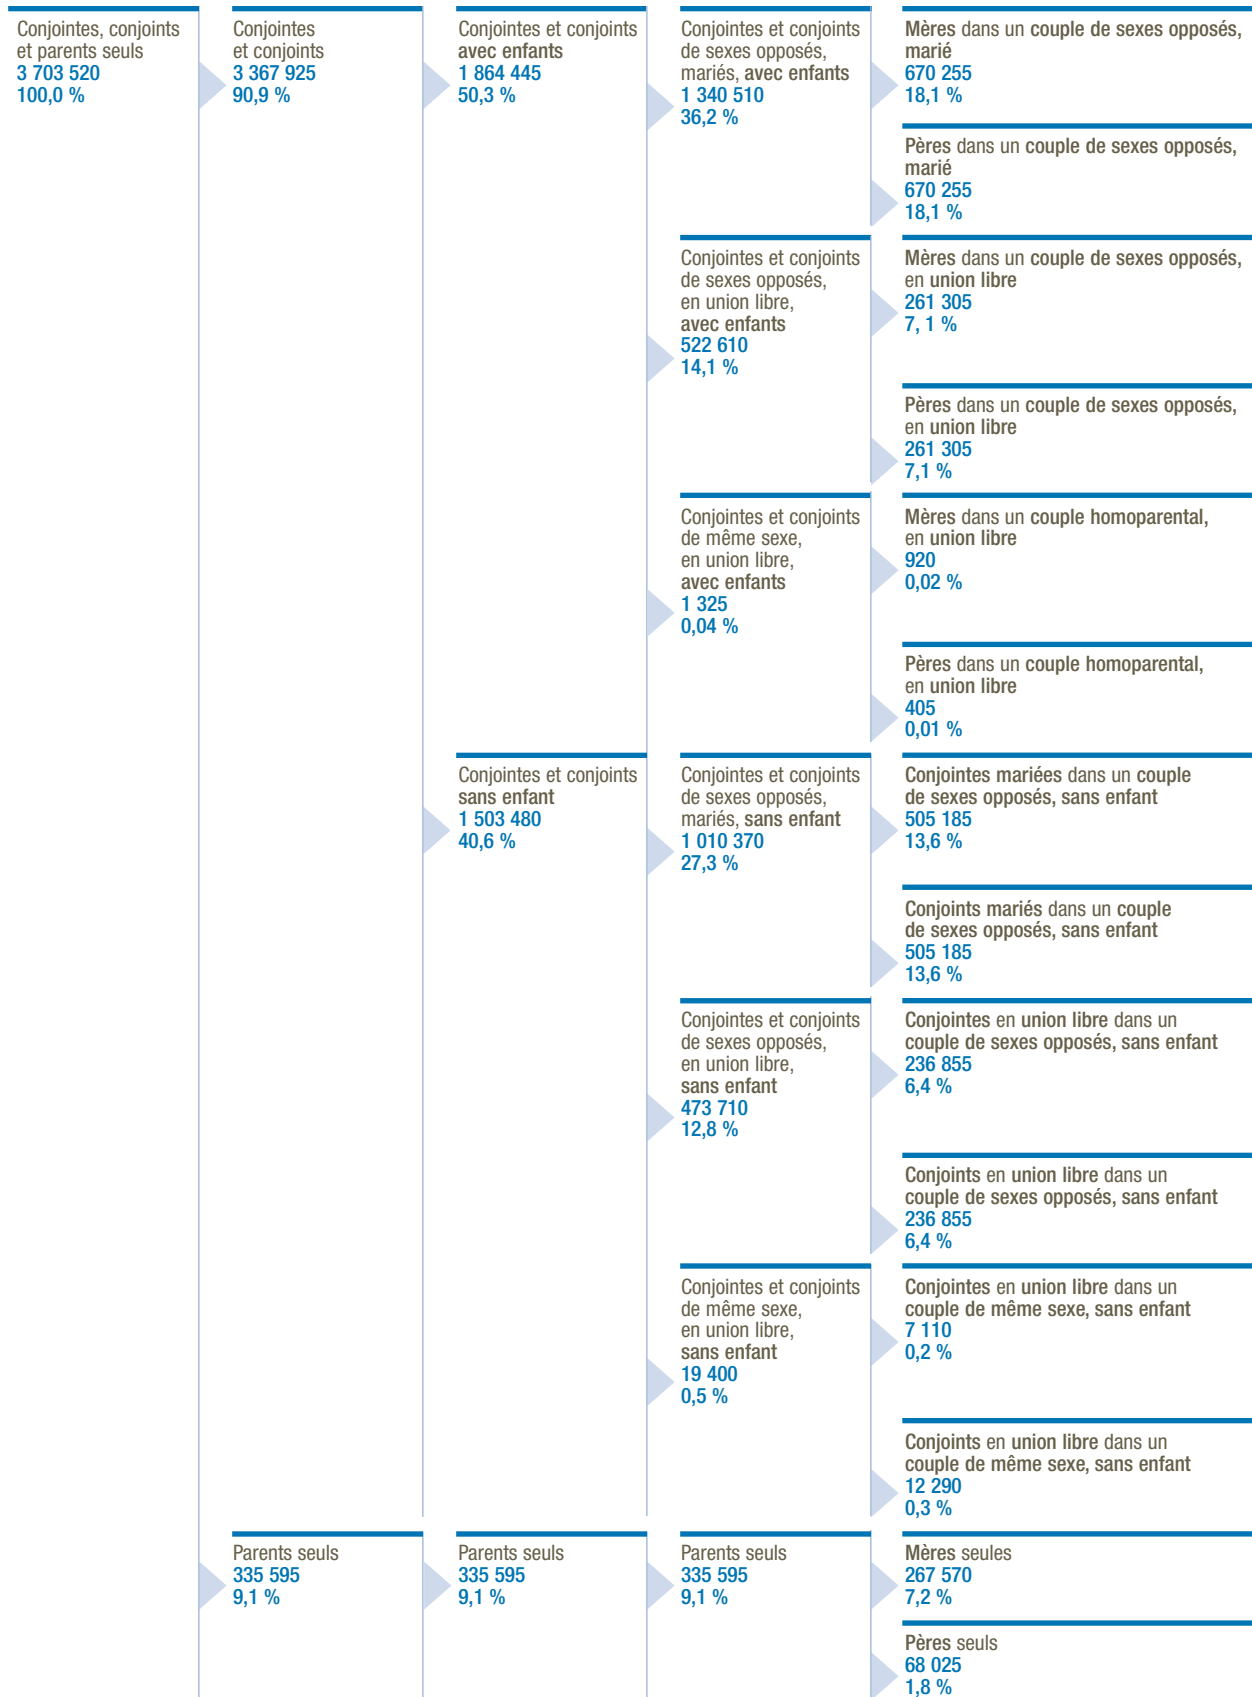 Conjointes, conjoints
et parents seuls
3 703 520
100,0 %
Conjointes
et conjoints
3 367 925
90,9 %
Conjointes et conjoints
avec enfants
1 864 445
50,3 %
Conjointes et conjoints
de sexes opposés,
mariés, avec enfants
1 340 510
36,2 %
Mères dans un couple de sexes opposés,
marié
670 255
18,1 %
Pères dans un couple de sexes opposés,
marié
670 255
18,1 %
Conjointes et conjoints
de sexes opposés,
en union libre,
avec enfants
522 610
14,1 %
Mères dans un couple de sexes opposés,
en union libre
261 305
7, 1 %
Pères dans un couple de sexes opposés,
en union libre
261 305
7,1 %
Conjointes et conjoints
de même sexe,
en union libre,
avec enfants
1 325
0,04 %
Mères dans un couple homoparental,
en union libre
920
0,02 %
Pères dans un couple homoparental,
en union libre
405
0,01 %
Conjointes et conjoints
sans enfant
1 503 480
40,6 %
Conjointes et conjoints
de sexes opposés,
mariés, sans enfant
1 010 370
27,3 %
Conjointes mariées dans un couple
de sexes opposés, sans enfant
505 185
13,6 %
Conjoints mariés dans un couple
de sexes opposés, sans enfant
505 185
13,6 %
Conjointes et conjoints
de sexes opposés,
en union libre,
sans enfant
473 710
12,8 %
Conjointes en union libre dans un
couple de sexes opposés, sans enfant
236 855
6,4 %
Conjoints en union libre dans un
couple de sexes opposés, sans enfant
236 855
6,4 %
Conjointes et conjoints
de même sexe,
en union libre,
sans enfant
19 400
0,5 %
Conjointes en union libre dans un
couple de même sexe, sans enfant
7 110
0,2 %
Conjoints en union libre dans un
couple de même sexe, sans enfant
12 290
0,3 %
Parents seuls
335 595
9,1 %
Parents seuls
335 595
9,1 %
Parents seuls
335 595
9,1 %
Mères seules
267 570
7,2 %
Pères seuls
68 025
1,8 %